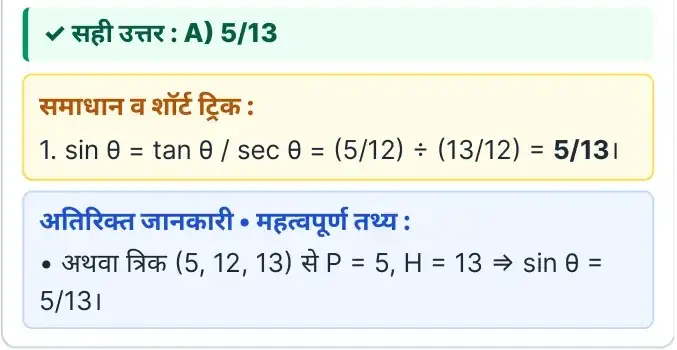 ✓ सही उत्तर : A) 5/13
समाधान व शॉर्ट ट्रिक :
1. sin θ = tan θ / sec θ = (5/12) ÷ (13/12) = 5/13।
अतिरिक्त जानकारी • महत्वपूर्ण तथ्य :
• अथवा त्रिक (5, 12, 13) से P = 5, H = 13 ⇒ sin θ =
5/13।